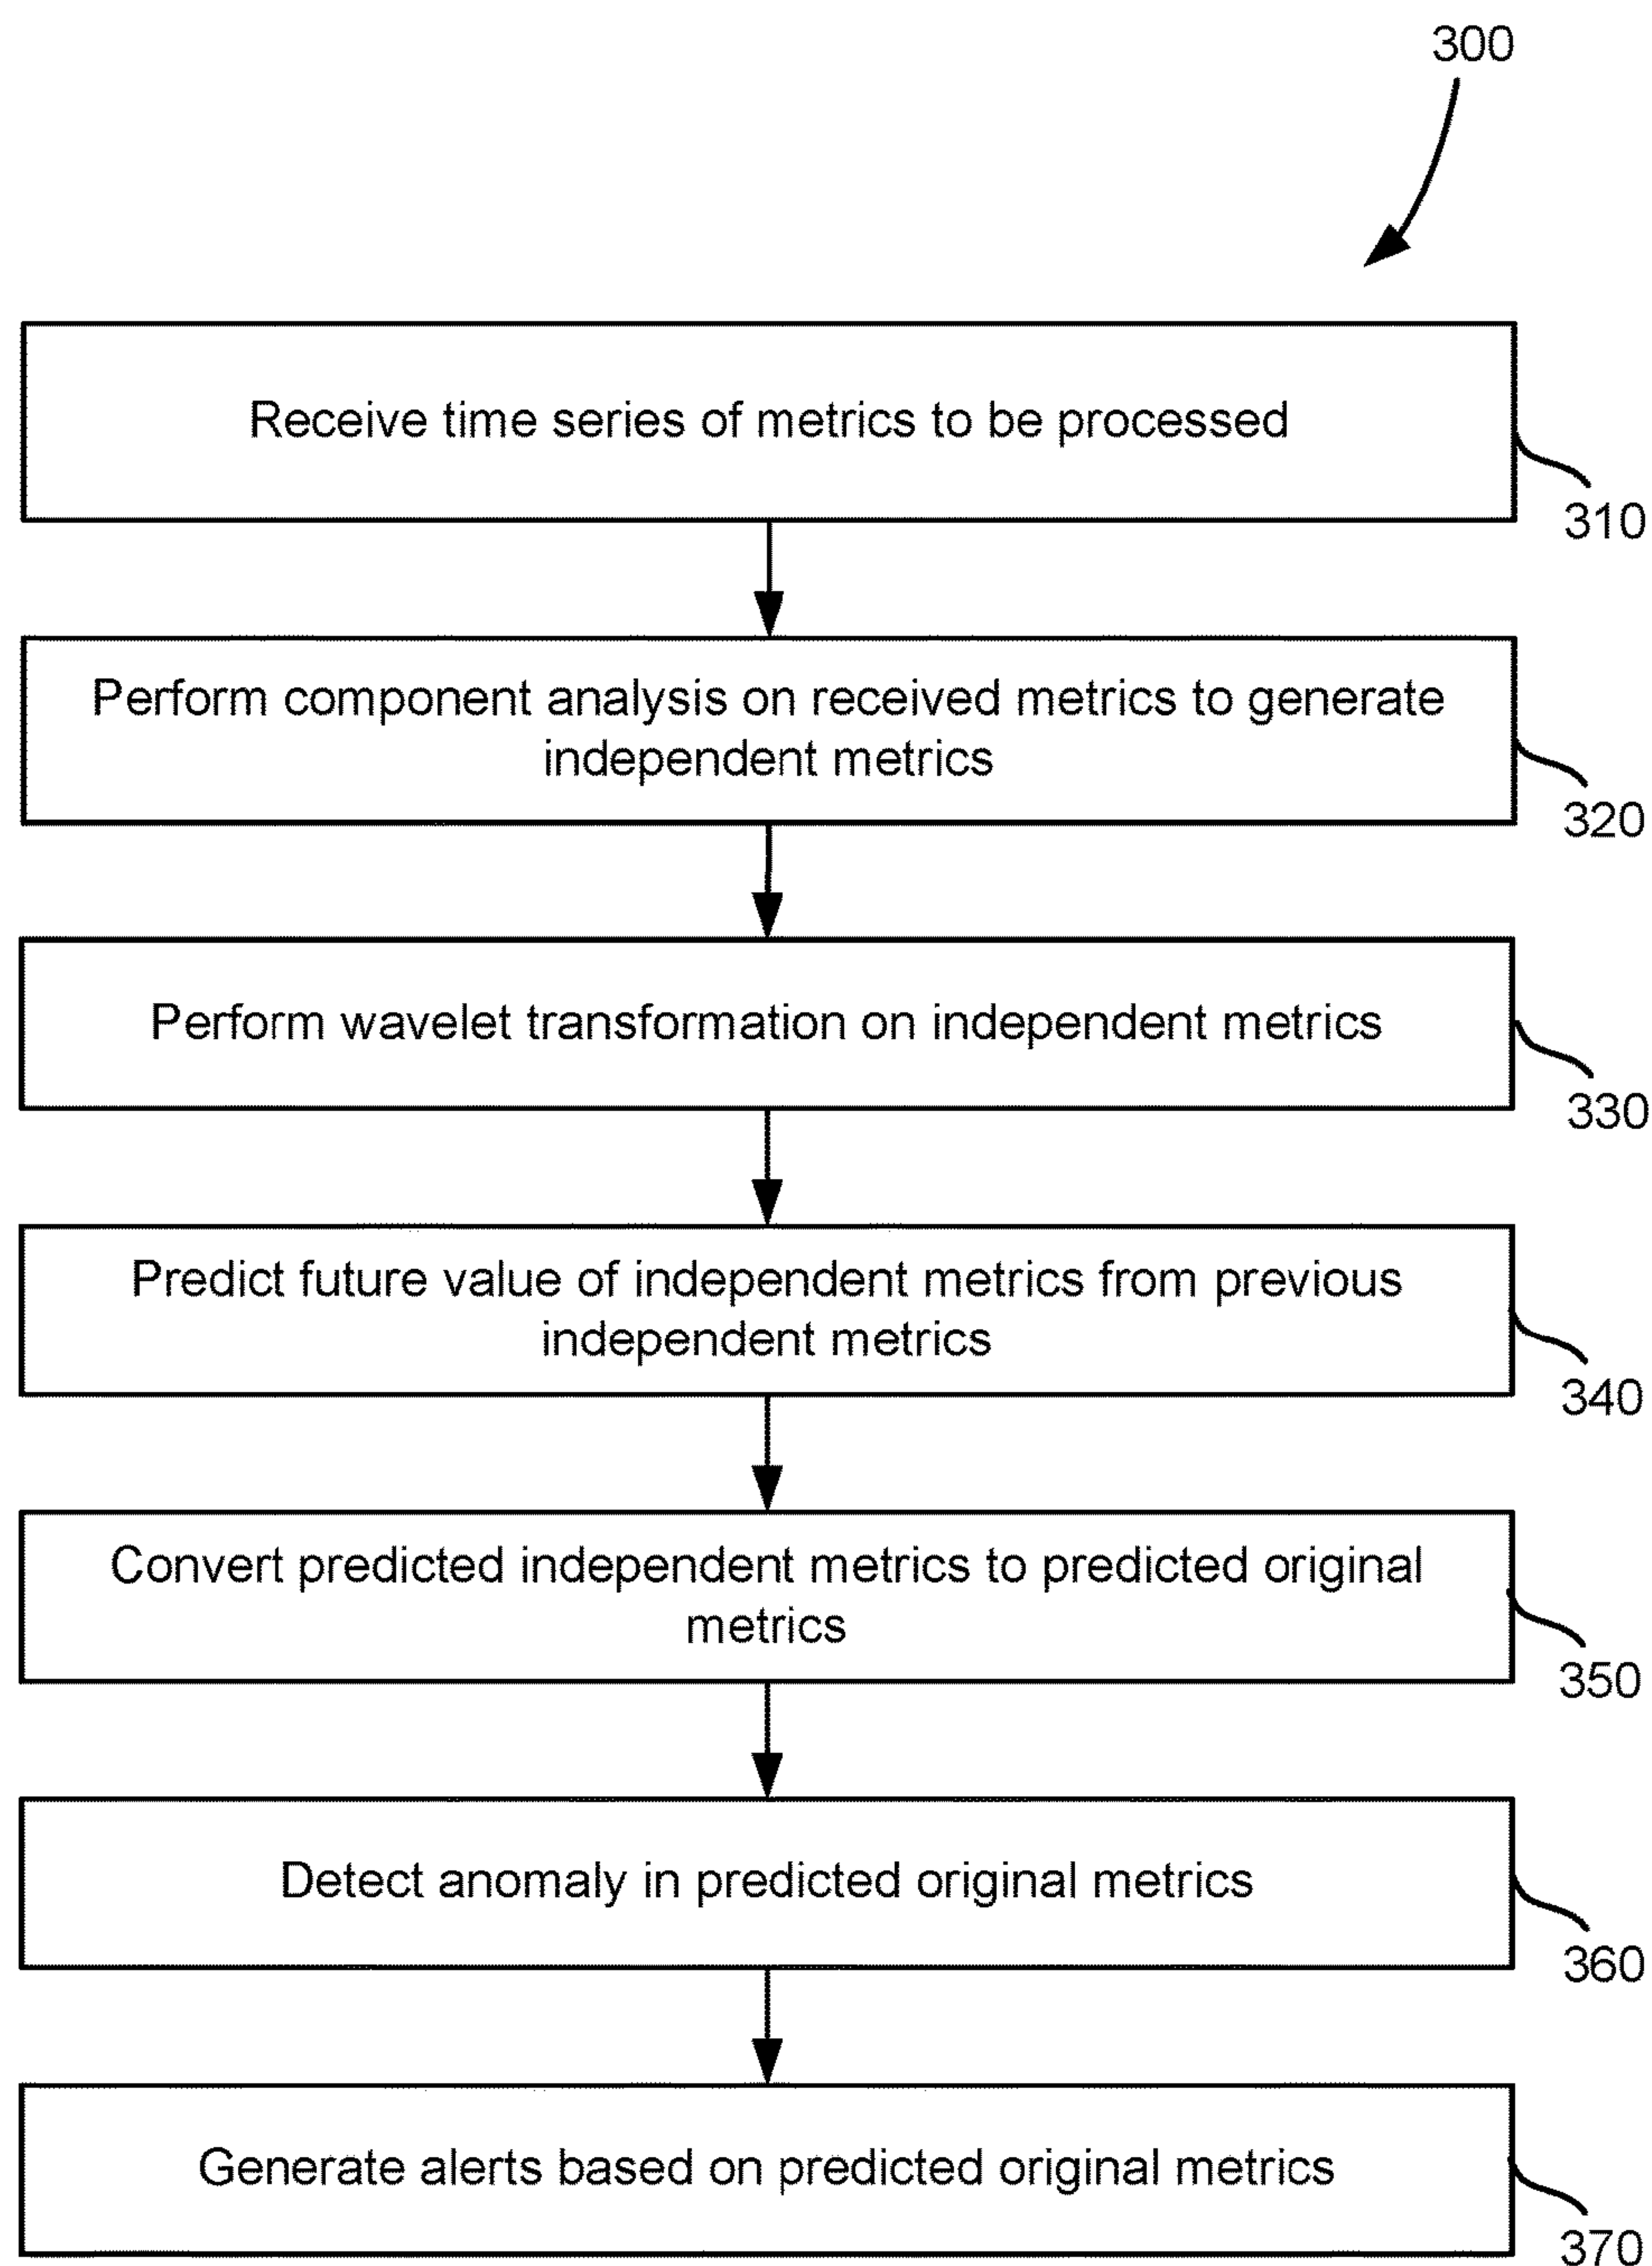 300
Receive time series of metrics to be processed
310
Perform component analysis on received metrics to generate
independent metrics
320
Perform wavelet transformation on independent metrics
330
Predict future value of independent metrics from previous
independent metrics
340
Convert predicted independent metrics to predicted original
metrics
350
Detect anomaly in predicted original metrics
360
Generate alerts based on predicted original metrics
370